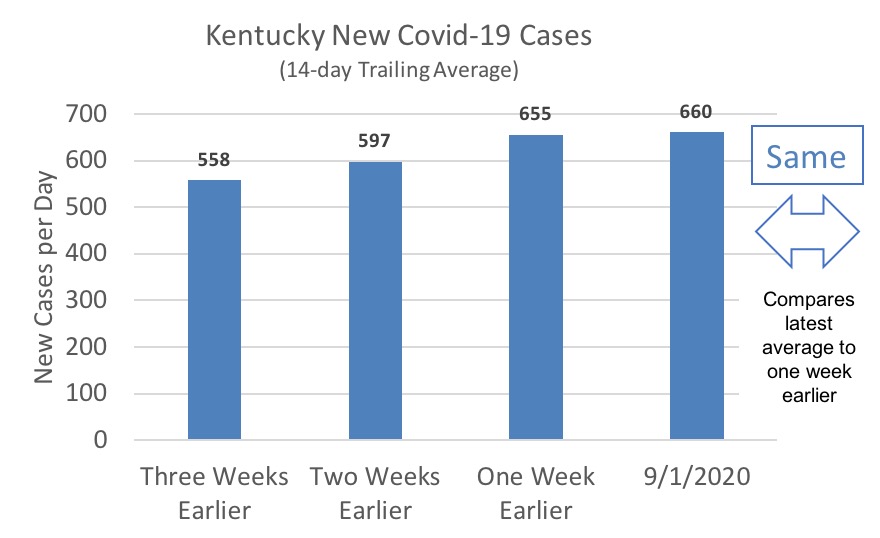 Kentucky New Covid-19 Cases
(14-day Trailing Average)
New Cases per Day
700
600
500
400
300
200
100
0
558
597
655
660
Three Weeks
Earlier
Two Weeks
Earlier
One Week
Earlier
9/1/2020
Same
Compares
latest
average to
one week
earlier